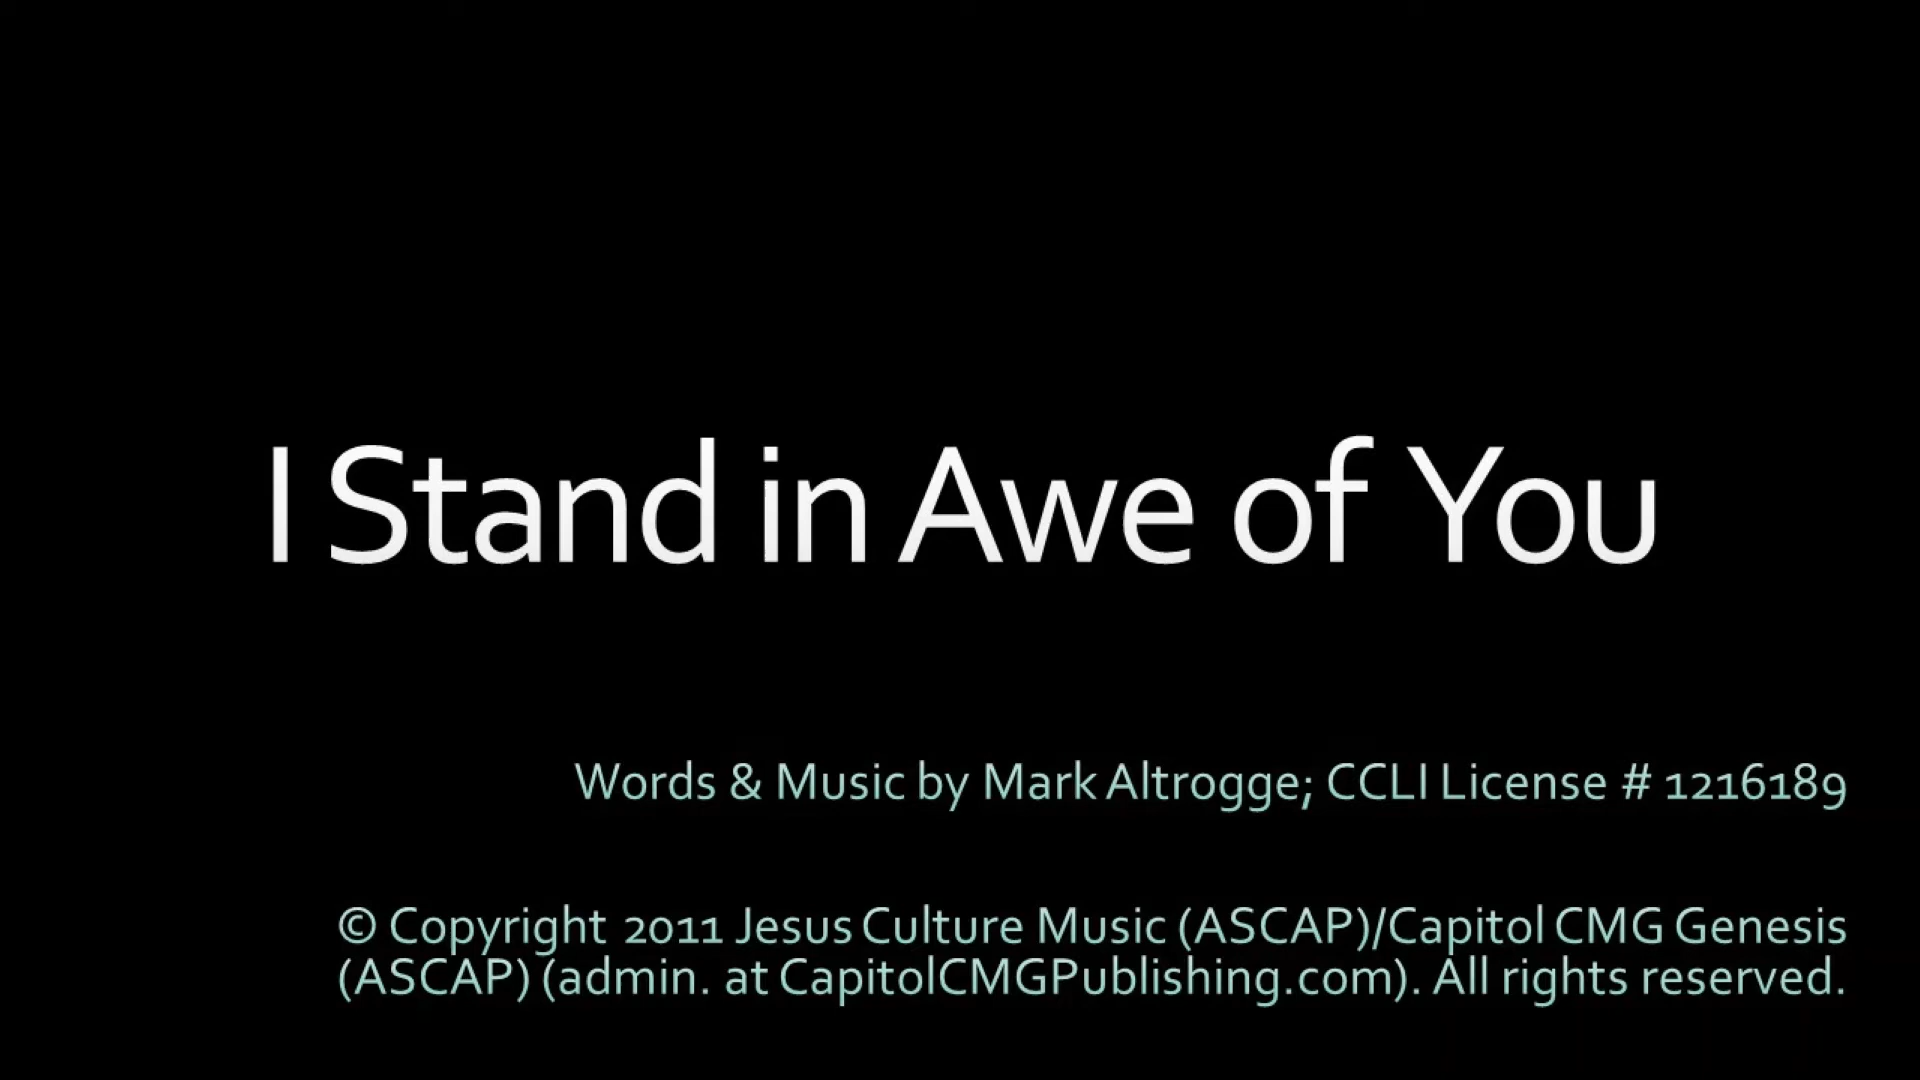 I Stand in Awe of You
Words & Music by Mark Altrogge; CCLI License # 1216189
© Copyright 2011 Jesus Culture Music (ASCAP)/Capitol CMG Genesis
(ASCAP) (admin. at CapitolCMGPublishing.com). All rights reserved.